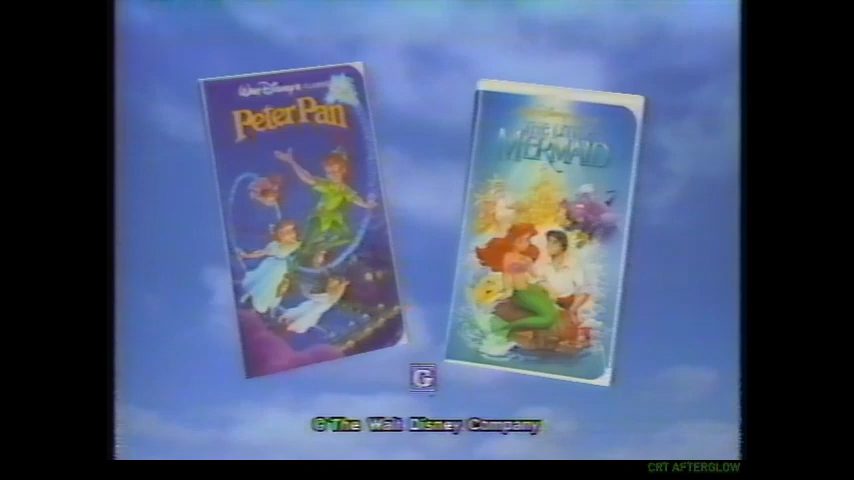 Walt Disney's CLASSIC
Peter Pan
THE LITTLE
MERMAID
G
© The Walt Disney Company
CRT AFTERGLOW